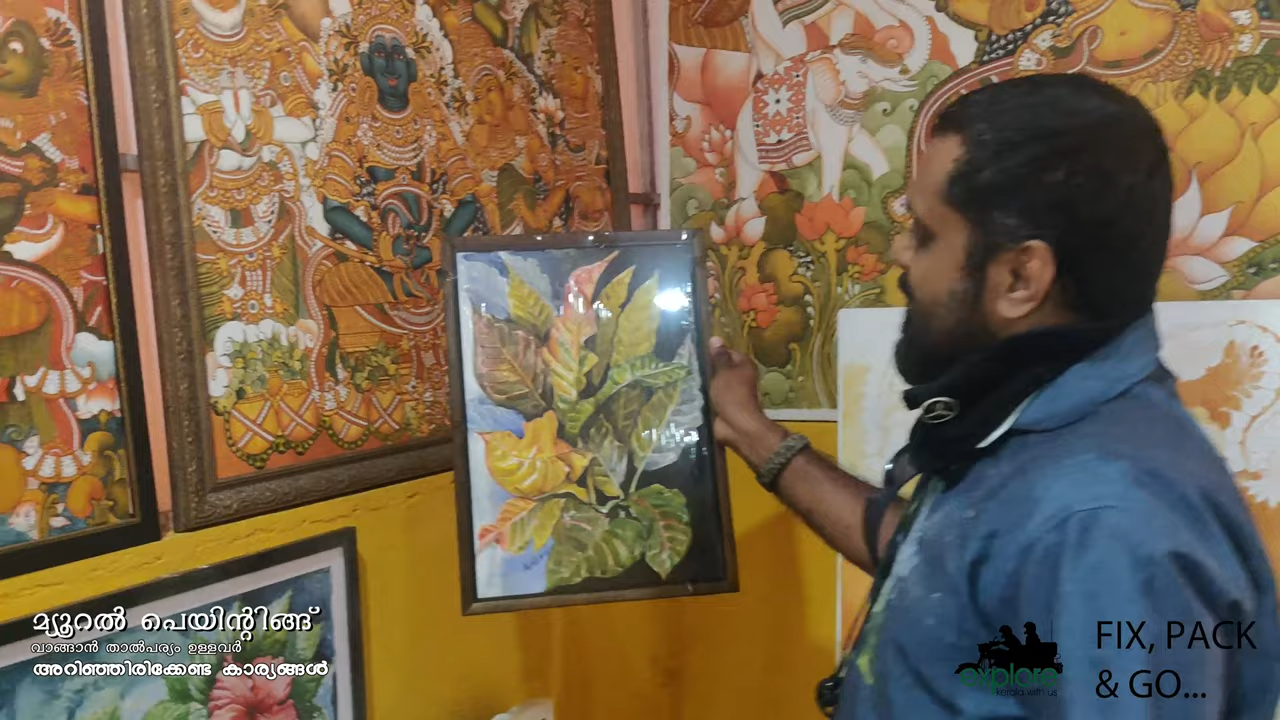 മ്യൂറൽ പെയിന്റിങ്ങ്
വാങ്ങാൻ താൽപര്യം ഉള്ളവർ
അറിഞ്ഞിരിക്കേണ്ട കാര്യങ്ങൾ
explore
kerala with us
FIX, PACK
& GO...